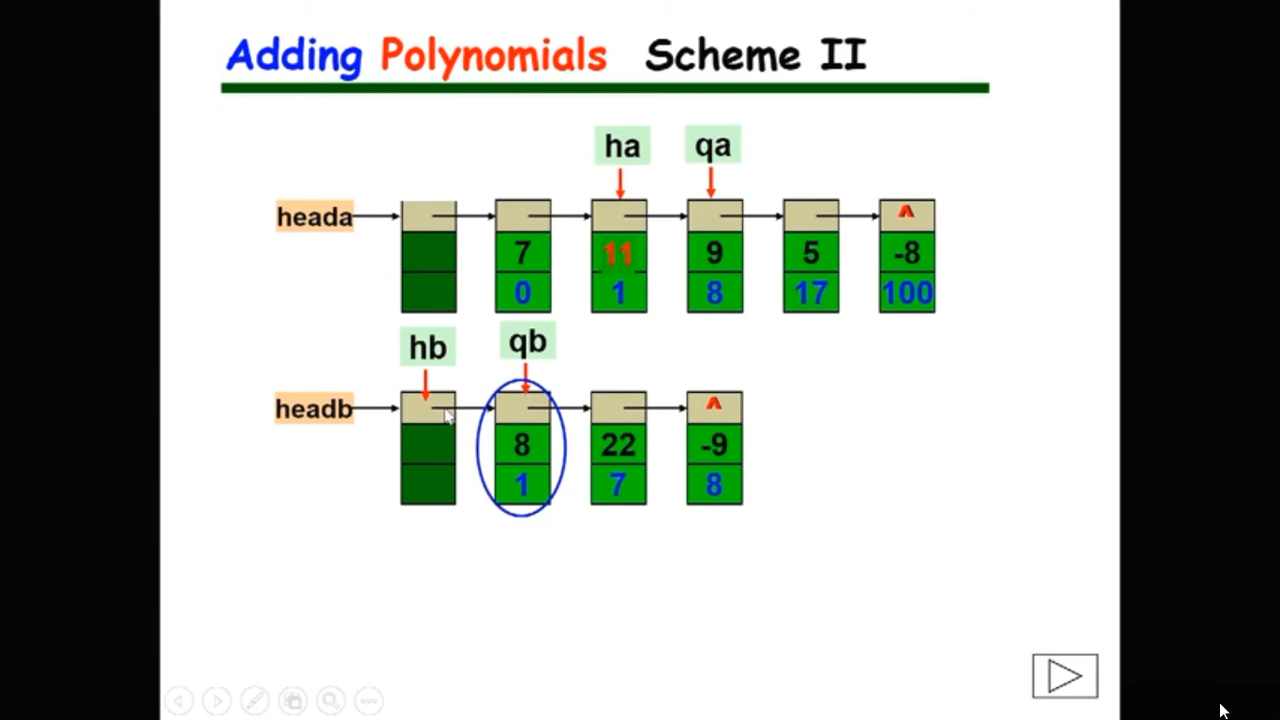 Adding Polynomials Scheme II
ha qa
heada ^
7 11 9 5 -8
0 1 8 17 100
hb qb
headb ^
8 22 -9
1 7 8